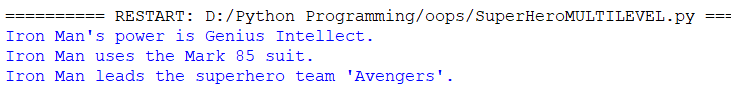 ========== RESTART: D:/Python Programming/oops/SuperHeroMULTILEVEL.py ===
Iron Man's power is Genius Intellect.
Iron Man uses the Mark 85 suit.
Iron Man leads the superhero team 'Avengers'.